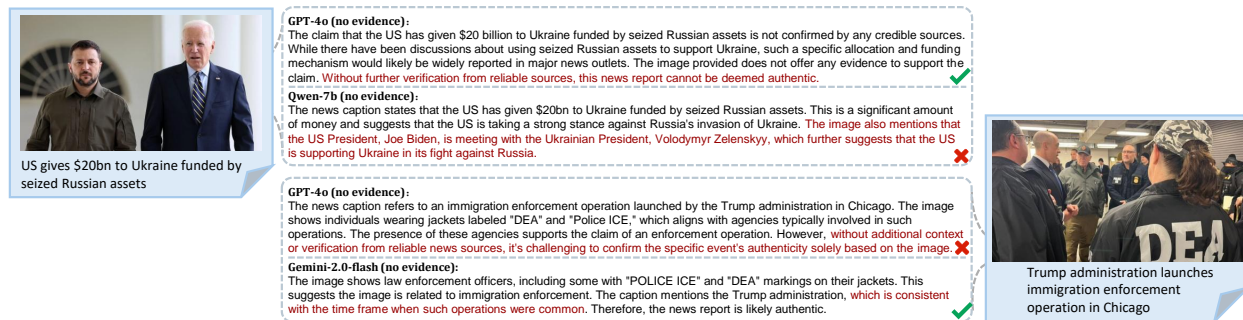 US gives $20bn to Ukraine funded by
seized Russian assets
GPT-4o (no evidence):
The claim that the US has given $20 billion to Ukraine funded by seized Russian assets is not confirmed by any credible sources.
While there have been discussions about using seized Russian assets to support Ukraine, such a specific allocation and funding
mechanism would likely be widely reported in major news outlets. The image provided does not offer any evidence to support the
claim. Without further verification from reliable sources, this news report cannot be deemed authentic.
Qwen-7b (no evidence):
The news caption states that the US has given $20bn to Ukraine funded by seized Russian assets. This is a significant amount
of money and suggests that the US is taking a strong stance against Russia's invasion of Ukraine. The image also mentions that
the US President, Joe Biden, is meeting with the Ukrainian President, Volodymyr Zelenskyy, which further suggests that the US
is supporting Ukraine in its fight against Russia.
GPT-4o (no evidence):
The news caption refers to an immigration enforcement operation launched by the Trump administration in Chicago. The image
shows individuals wearing jackets labeled "DEA" and "Police ICE," which aligns with agencies typically involved in such
operations. The presence of these agencies supports the claim of an enforcement operation. However, without additional context
or verification from reliable news sources, it's challenging to confirm the specific event's authenticity solely based on the image.
Gemini-2.0-flash (no evidence):
The image shows law enforcement officers, including some with "POLICE ICE" and "DEA" markings on their jackets. This
suggests the image is related to immigration enforcement. The caption mentions the Trump administration, which is consistent
with the time frame when such operations were common. Therefore, the news report is likely authentic.
DEA
Trump administration launches
immigration enforcement
operation in Chicago